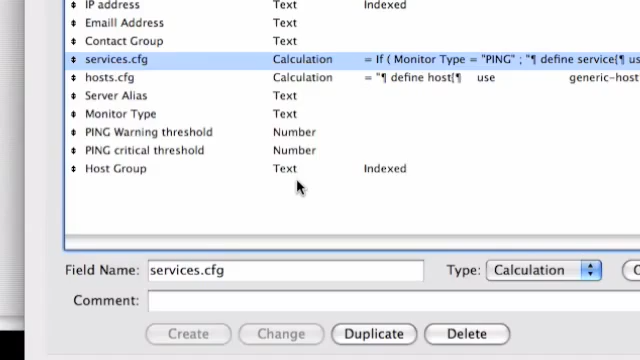 IP address Text Indexed
Emaill Address Text
Contact Group Text
services.cfg Calculation = If ( Monitor Type = "PING" ; "¶ define service{¶ us
hosts.cfg Calculation = "¶ define host{¶ use generic-host
Server Alias Text
Monitor Type Text
PING Warning threshold Number
PING critical threshold Number
Host Group Text Indexed
Field Name: services.cfg Type: Calculation
Comment:
Create Change Duplicate Delete